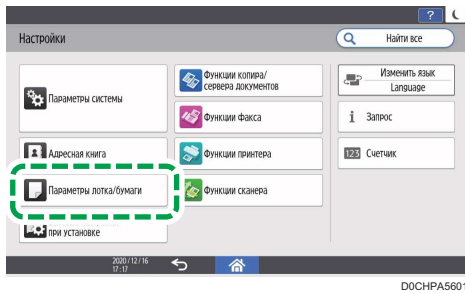 ?
Настройки
Найти все
Параметры системы
Функции копира/
сервера документов
Изменить язык
Language
Функции факса
i Запрос
Адресная книга
Функции принтера
123 Счетчик
Параметры лотка/бумаги
Функции сканера
при установке
2020/12/16
17:17
D0CHPA5601